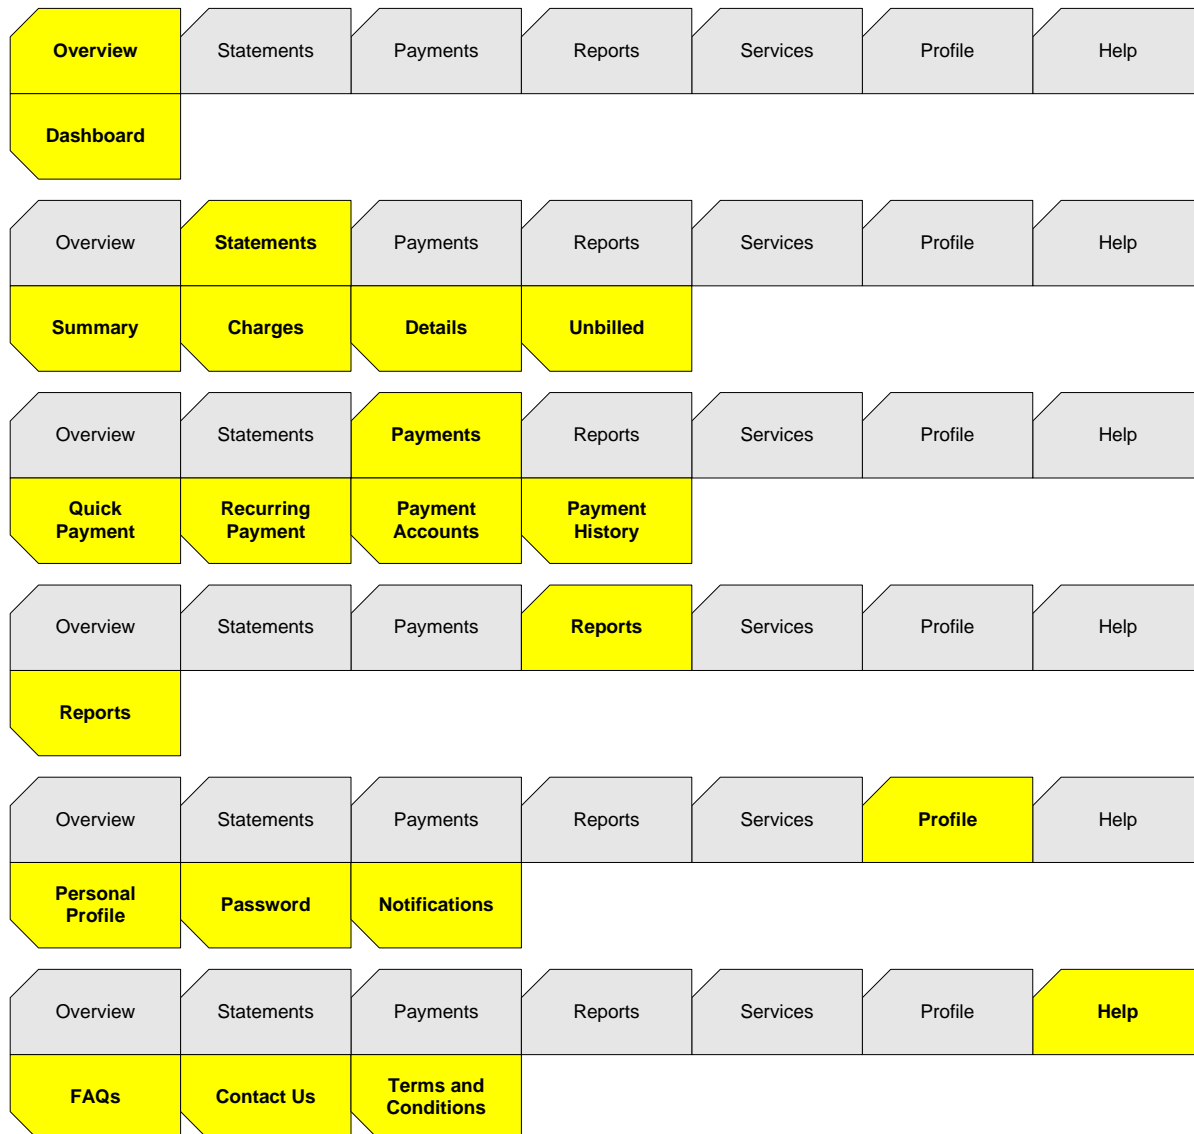 Overview Statements Payments Reports Services Profile Help
Dashboard
Overview Statements Payments Reports Services Profile Help
Summary Charges Details Unbilled
Overview Statements Payments Reports Services Profile Help
Quick Recurring Payment Payment
Payment Payment Accounts History
Overview Statements Payments Reports Services Profile Help
Reports
Overview Statements Payments Reports Services Profile Help
Personal
Profile Password Notifications
Overview Statements Payments Reports Services Profile Help
FAQs Contact Us Terms and
Conditions